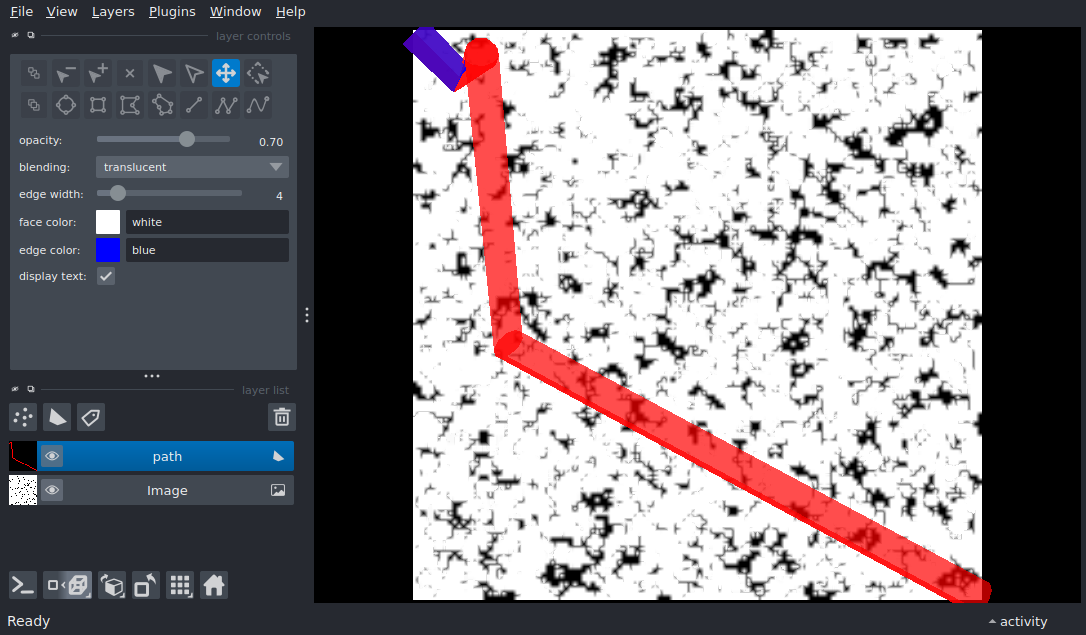 File View Layers Plugins Window Help
layer controls
opacity: 0.70
blending: translucent
edge width: 4
face color: white
edge color: blue
display text:
layer list
path
Image
Ready
activity